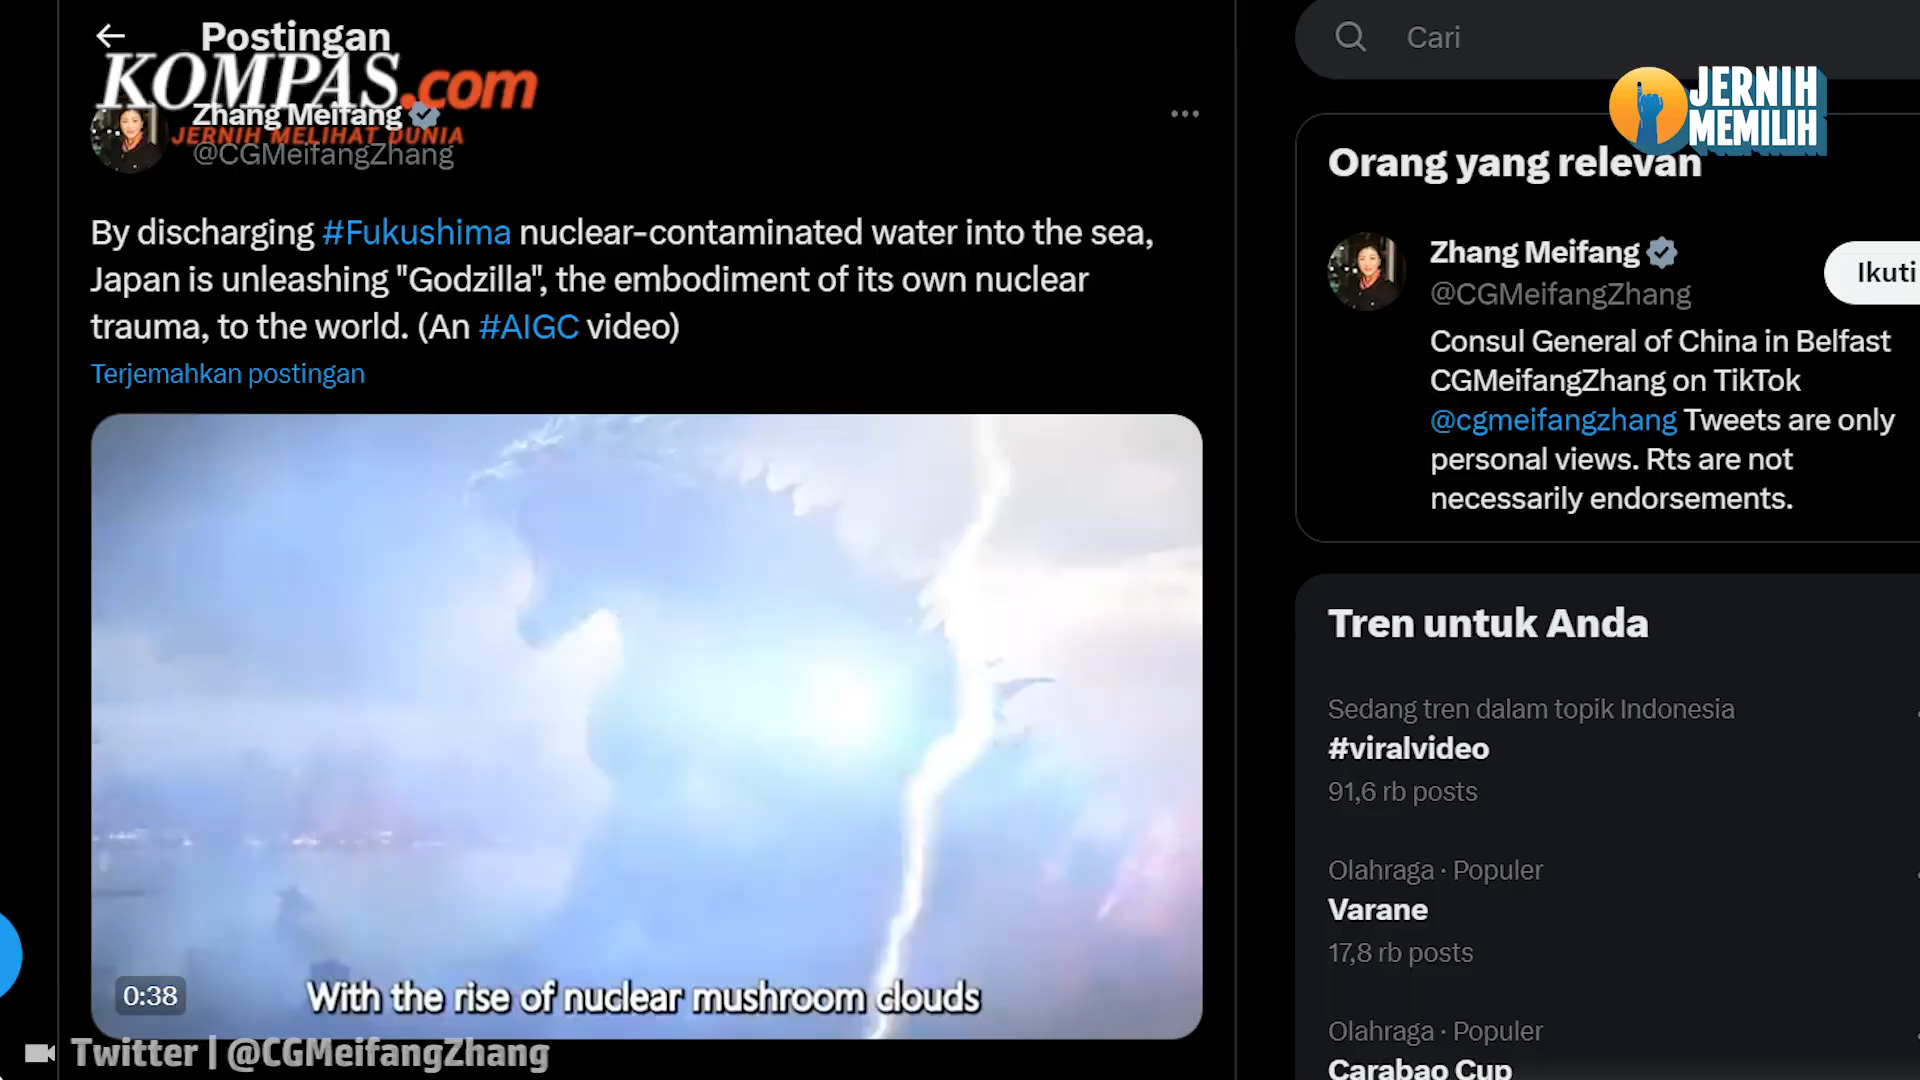 Postingan
KOMPAS.com
JERNIH MELIHAT DUNIA
Zhang Meifang
@CGMeifangZhang
By discharging #Fukushima nuclear-contaminated water into the sea,
Japan is unleashing "Godzilla", the embodiment of its own nuclear
trauma, to the world. (An #AIGC video)
Terjemahkan postingan
With the rise of nuclear mushroom clouds
0:38
Twitter | @CGMeifangZhang
Cari
JERNIH
MEMILIH
Orang yang relevan
Zhang Meifang
@CGMeifangZhang
Ikuti
Consul General of China in Belfast
CGMeifangZhang on TikTok
@cgmeifangzhang Tweets are only
personal views. Rts are not
necessarily endorsements.
Tren untuk Anda
Sedang tren dalam topik Indonesia
#viralvideo
91,6 rb posts
Olahraga · Populer
Varane
17,8 rb posts
Olahraga · Populer
Carabao Cup